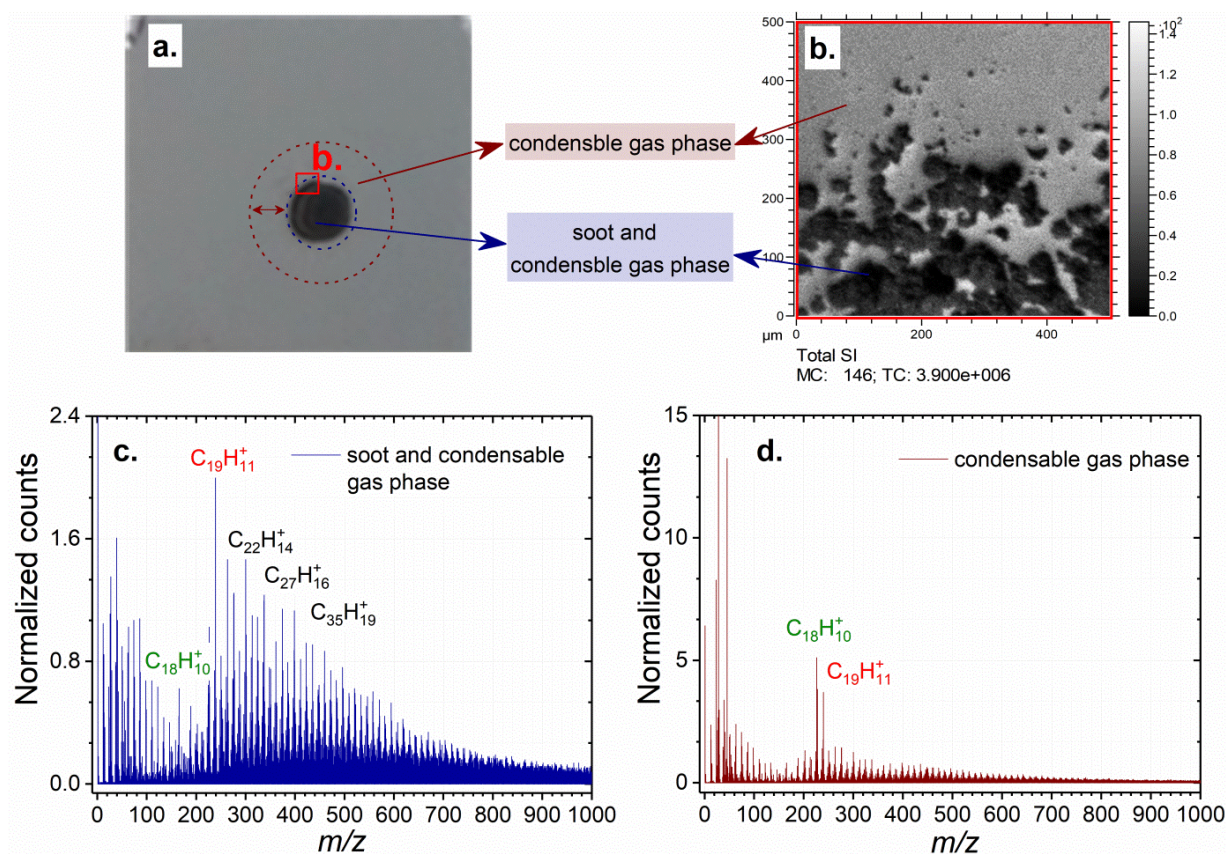 a.
b.
condensble gas phase
soot and
condensble gas phase
b.
500
400
300
200
100
0
µm
0
200
400
·10²
1.4
1.2
1.0
0.8
0.6
0.4
0.2
0.0
Total SI
MC: 146; TC: 3.900e+006
c.
soot and condensable
gas phase
C₁₉H₁₁⁺
C₂₂H₁₄⁺
C₂₇H₁₆⁺
C₃₅H₁₉⁺
C₁₈H₁₀⁺
Normalized counts
2.4
1.6
0.8
0.0
0 100 200 300 400 500 600 700 800 900 1000
m/z
d.
condensable gas phase
C₁₈H₁₀⁺
C₁₉H₁₁⁺
Normalized counts
15
10
5
0
0 100 200 300 400 500 600 700 800 900 1000
m/z